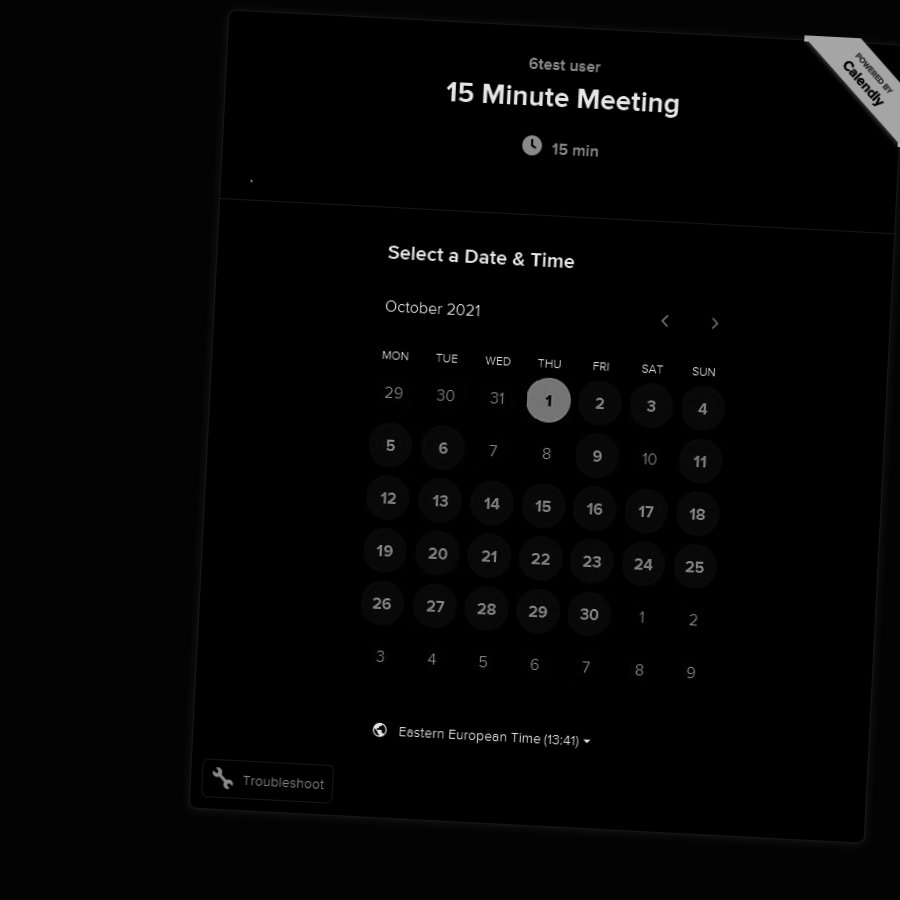 6test user
15 Minute Meeting
15 min
POWERED BY
Calendly
Select a Date & Time
October 2021
MON TUE WED THU FRI SAT SUN
29 30 31 1 2 3 4
5 6 7 8 9 10 11
12 13 14 15 16 17 18
19 20 21 22 23 24 25
26 27 28 29 30 1 2
3 4 5 6 7 8 9
Eastern European Time (13:41)
Troubleshoot